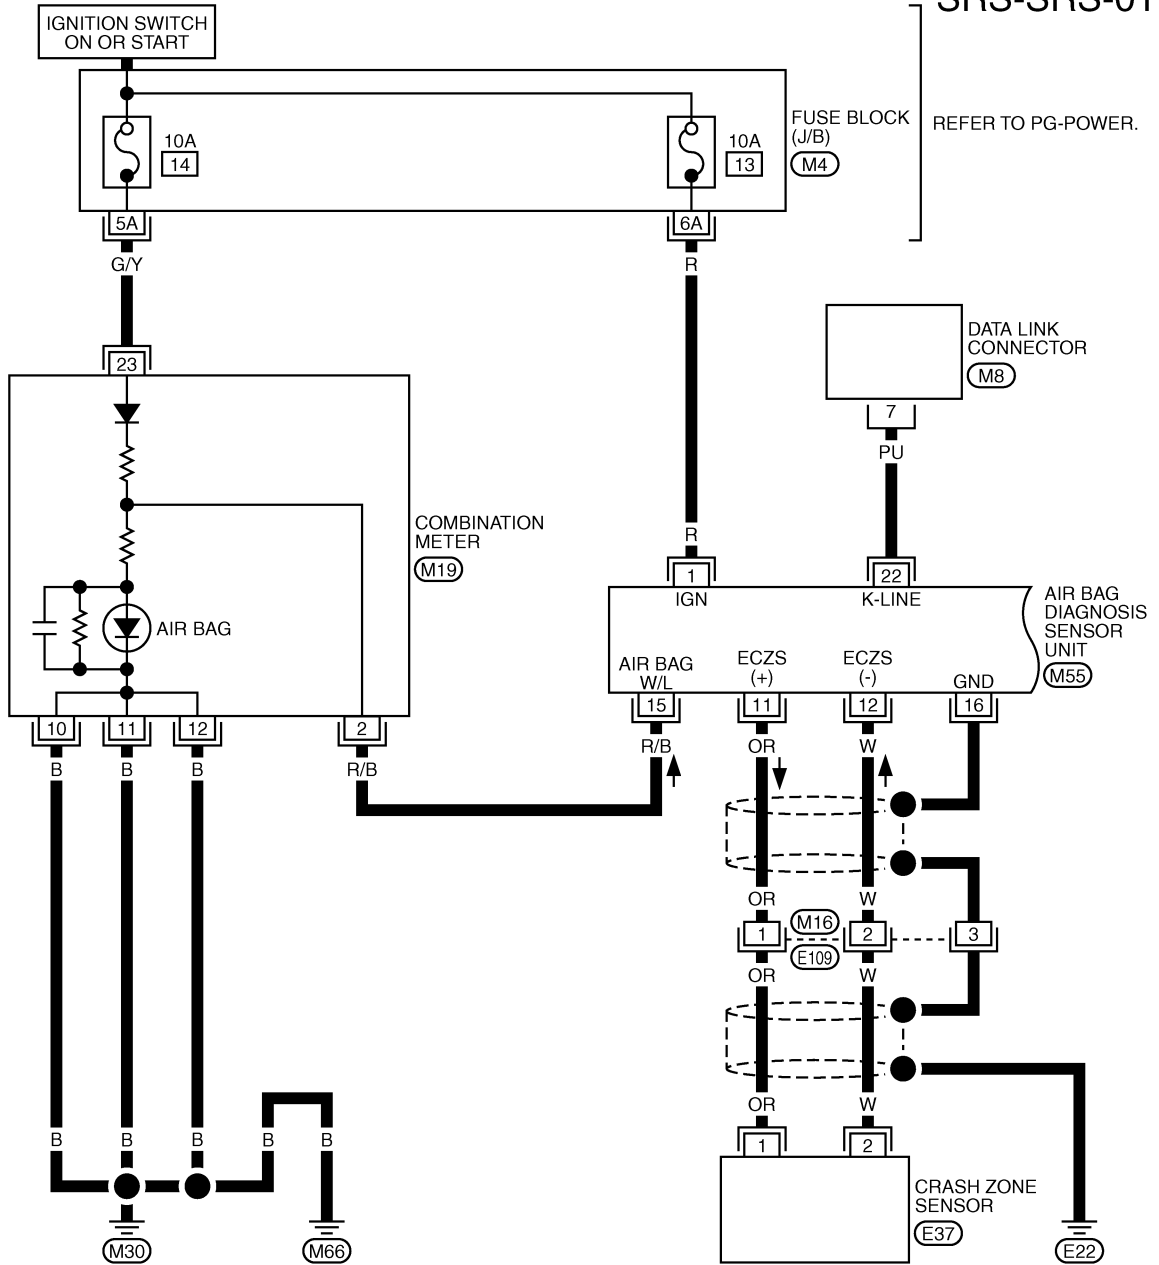 SRS-SRS-01
IGNITION SWITCH
ON OR START
10A
14
10A
13
FUSE BLOCK
(J/B)
M4
REFER TO PG-POWER.
5A
6A
G/Y
R
DATA LINK
CONNECTOR
M8
23
7
PU
COMBINATION
METER
M19
R
1
22
IGN
K-LINE
AIR BAG
DIAGNOSIS
SENSOR
UNIT
M55
AIR BAG
AIR BAG
W/L
ECZS
(+)
ECZS
(-)
GND
10
11
12
2
15
11
12
16
B
B
B
R/B
R/B
OR
W
OR
W
M16
1
2
3
E109
OR
W
OR
W
B
B
B
B
B
1
2
CRASH ZONE
SENSOR
E37
M30
M66
E22